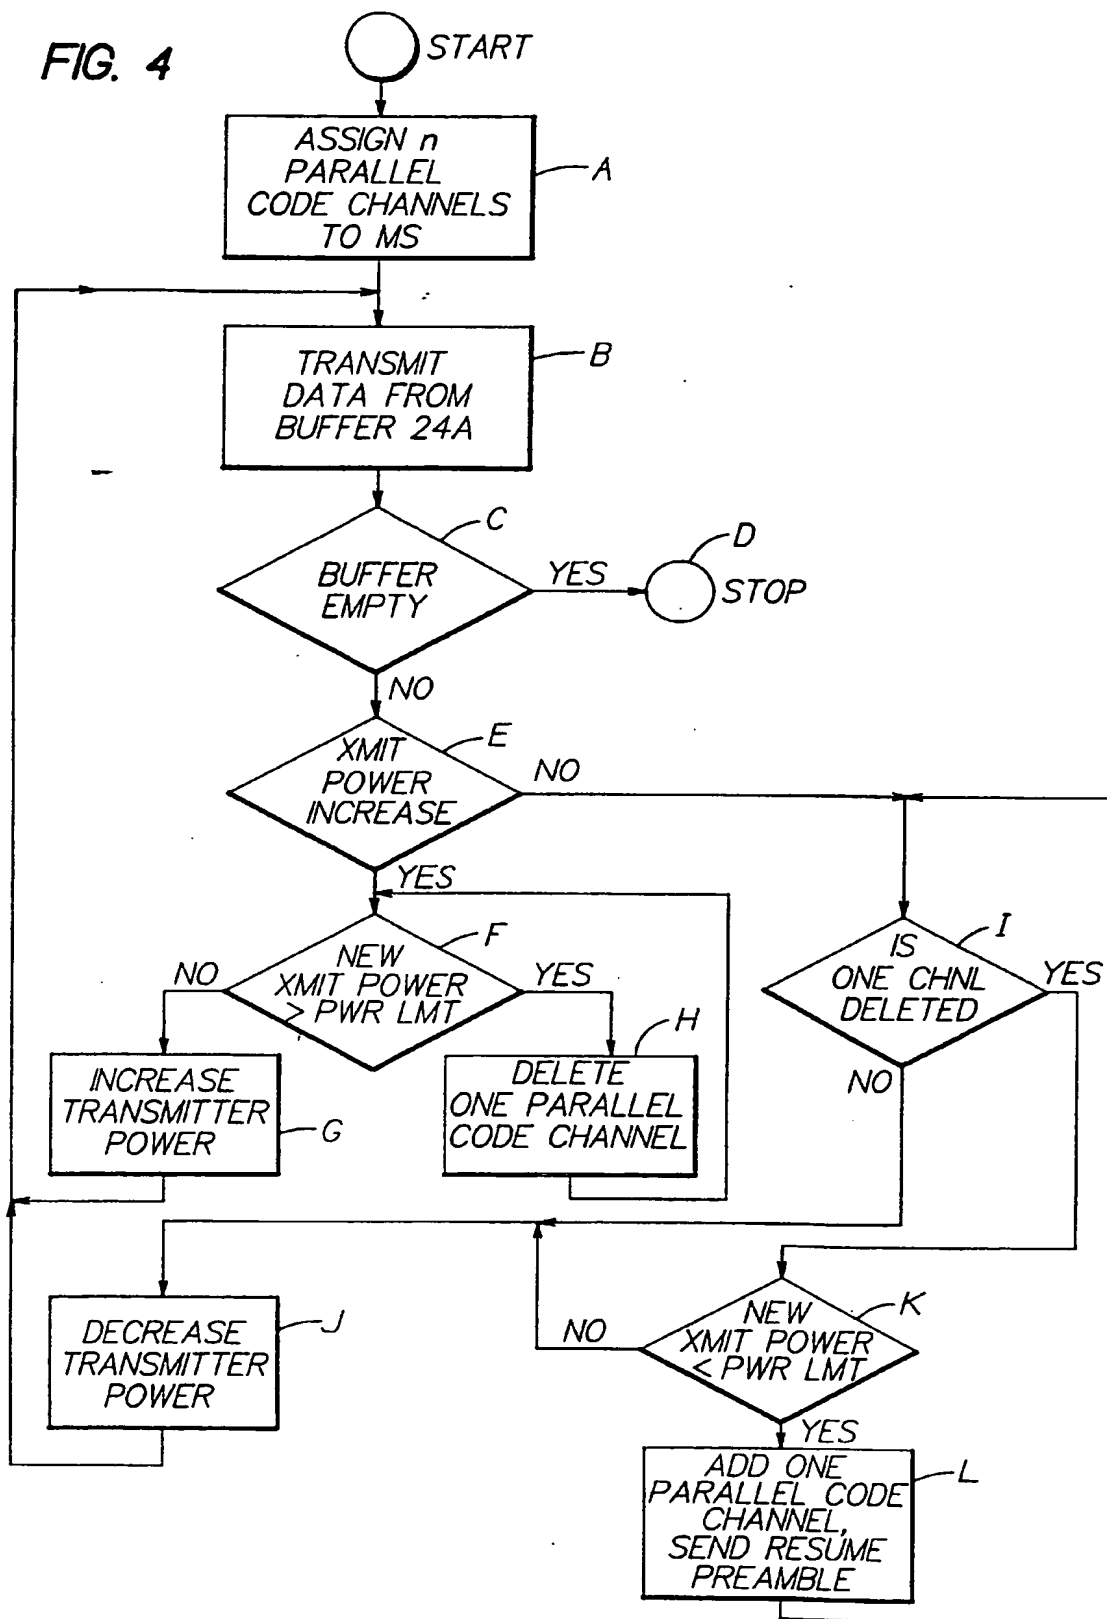 FIG. 4
START
ASSIGN n
PARALLEL
CODE CHANNELS
TO MS
A
TRANSMIT
DATA FROM
BUFFER 24A
B
BUFFER
EMPTY
C
YES
D
STOP
NO
XMIT
POWER
INCREASE
E
NO
YES
NEW
XMIT POWER
> PWR LMT
F
NO
YES
INCREASE
TRANSMITTER
POWER
G
H
DELETE
ONE PARALLEL
CODE CHANNEL
IS
ONE CHNL
DELETED
I
YES
NO
DECREASE
TRANSMITTER
POWER
J
NEW
XMIT POWER
< PWR LMT
K
NO
YES
ADD ONE
PARALLEL CODE
CHANNEL,
SEND RESUME
PREAMBLE
L